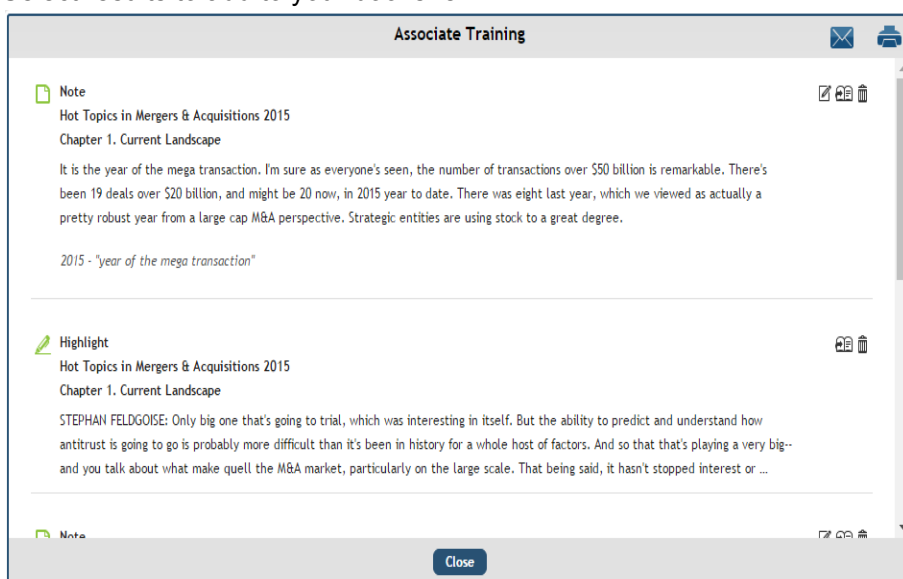 Associate Training
Note
Hot Topics in Mergers & Acquisitions 2015
Chapter 1. Current Landscape
It is the year of the mega transaction. I'm sure as everyone's seen, the number of transactions over $50 billion is remarkable. There's
been 19 deals over $20 billion, and might be 20 now, in 2015 year to date. There was eight last year, which we viewed as actually a
pretty robust year from a large cap M&A perspective. Strategic entities are using stock to a great degree.
2015 - "year of the mega transaction"
Highlight
Hot Topics in Mergers & Acquisitions 2015
Chapter 1. Current Landscape
STEPHAN FELDGOISE: Only big one that's going to trial, which was interesting in itself. But the ability to predict and understand how
antitrust is going to go is probably more difficult than it's been in history for a whole host of factors. And so that that's playing a very big--
and you talk about what make quell the M&A market, particularly on the large scale. That being said, it hasn't stopped interest or ...
Note
Close